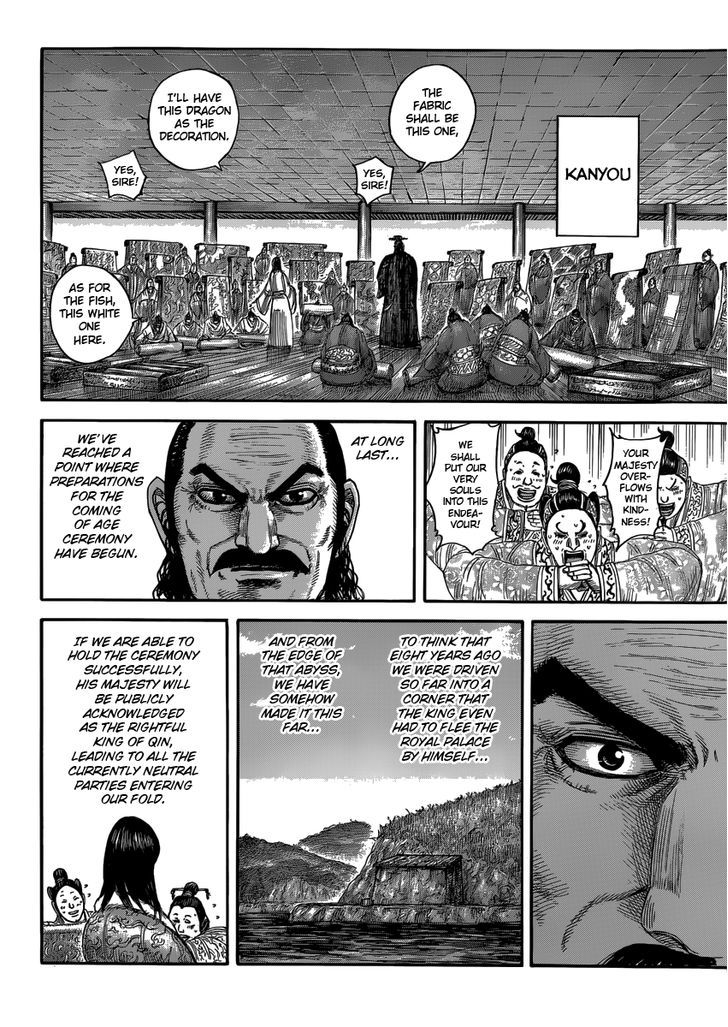 KANYOU
THE
FABRIC
SHALL BE
THIS ONE,
YES,
SIRE!
I'LL HAVE
THIS DRAGON
AS THE
DECORATION.
YES,
SIRE!
AS FOR
THE FISH,
THIS WHITE
ONE
HERE.
YOUR
MAJESTY
OVER-
FLOWS
WITH
KIND-
NESS!
WE
SHALL
PUT OUR
VERY
SOULS
INTO THIS
ENDEA-
VOUR!
AT LONG
LAST...
WE'VE
REACHED A
POINT WHERE
PREPARATIONS
FOR THE
COMING
OF AGE
CEREMONY
HAVE BEGUN.
TO THINK THAT
EIGHT YEARS AGO
WE WERE DRIVEN
SO FAR INTO A
CORNER THAT
THE KING EVEN
HAD TO FLEE THE
ROYAL PALACE
BY HIMSELF...
AND FROM
THE EDGE OF
THAT ABYSS,
WE HAVE
SOMEHOW
MADE IT THIS
FAR...
IF WE ARE ABLE TO
HOLD THE CEREMONY
SUCCESSFULLY,
HIS MAJESTY WILL
BE PUBLICLY
ACKNOWLEDGED
AS THE RIGHTFUL
KING OF QIN,
LEADING TO ALL THE
CURRENTLY NEUTRAL
PARTIES ENTERING
OUR FOLD.